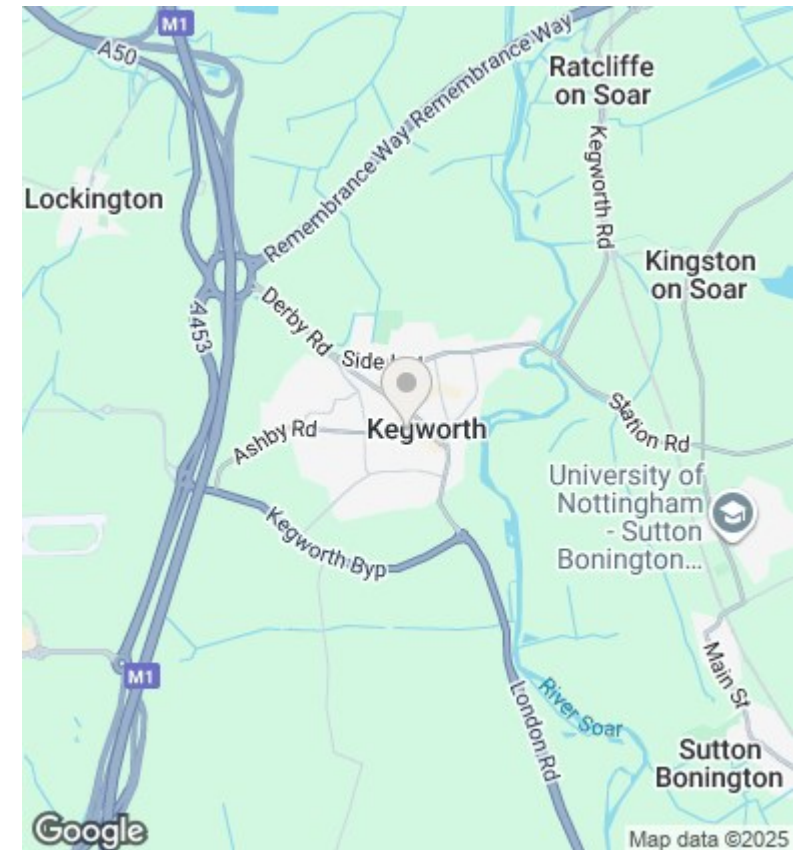 M1
A50
Remembrance Way
Remembrance Way
Ratcliffe
on Soar
Kegworth Rd
Lockington
Kingston
on Soar
A453
Derby Rd
Side
Kegworth
Ashby Rd
Station Rd
University of
Nottingham
- Sutton
Bonington...
Kegworth Byp
M1
Main St
River Soar
London Rd
Sutton
Bonington
Google
Map data ©2025